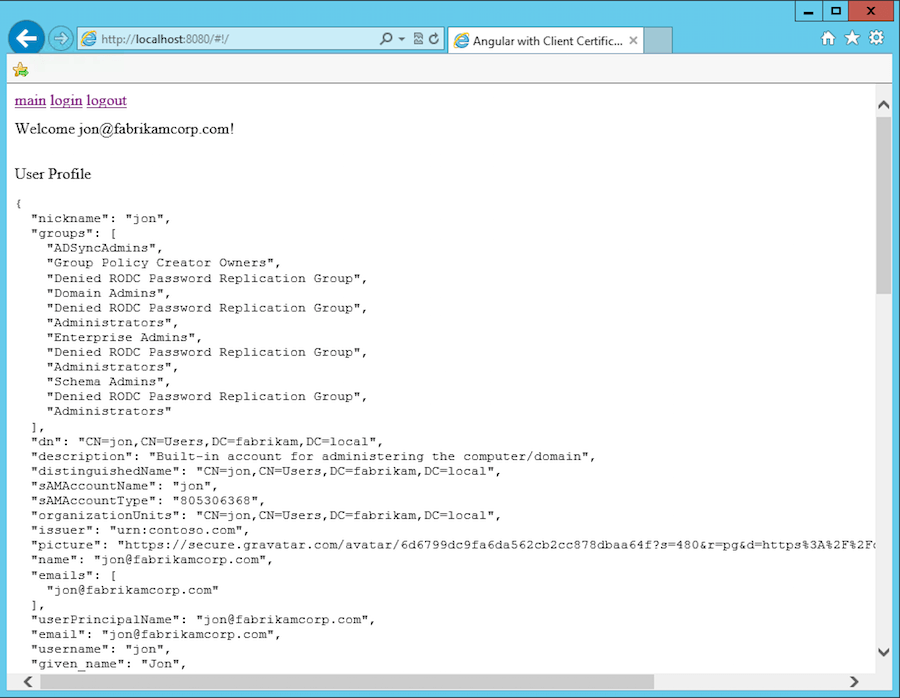 http://localhost:8080/#!/
Angular with Client Certific...
main login logout
Welcome jon@fabrikamcorp.com!
User Profile
{
"nickname": "jon",
"groups": [
"ADSyncAdmins",
"Group Policy Creator Owners",
"Denied RODC Password Replication Group",
"Domain Admins",
"Denied RODC Password Replication Group",
"Administrators",
"Enterprise Admins",
"Denied RODC Password Replication Group",
"Administrators",
"Schema Admins",
"Denied RODC Password Replication Group",
"Administrators"
],
"dn": "CN=jon,CN=Users,DC=fabrikam,DC=local",
"description": "Built-in account for administering the computer/domain",
"distinguishedName": "CN=jon,CN=Users,DC=fabrikam,DC=local",
"sAMAccountName": "jon",
"sAMAccountType": "805306368",
"organizationUnits": "CN=jon,CN=Users,DC=fabrikam,DC=local",
"issuer": "urn:contoso.com",
"picture": "https://secure.gravatar.com/avatar/6d6799dc9fa6da562cb2cc878dbaa64f?s=480&r=pg&d=https%3A%2F%2Fc
"name": "jon@fabrikamcorp.com",
"emails": [
"jon@fabrikamcorp.com"
],
"userPrincipalName": "jon@fabrikamcorp.com",
"email": "jon@fabrikamcorp.com",
"username": "jon",
"given_name": "Jon",